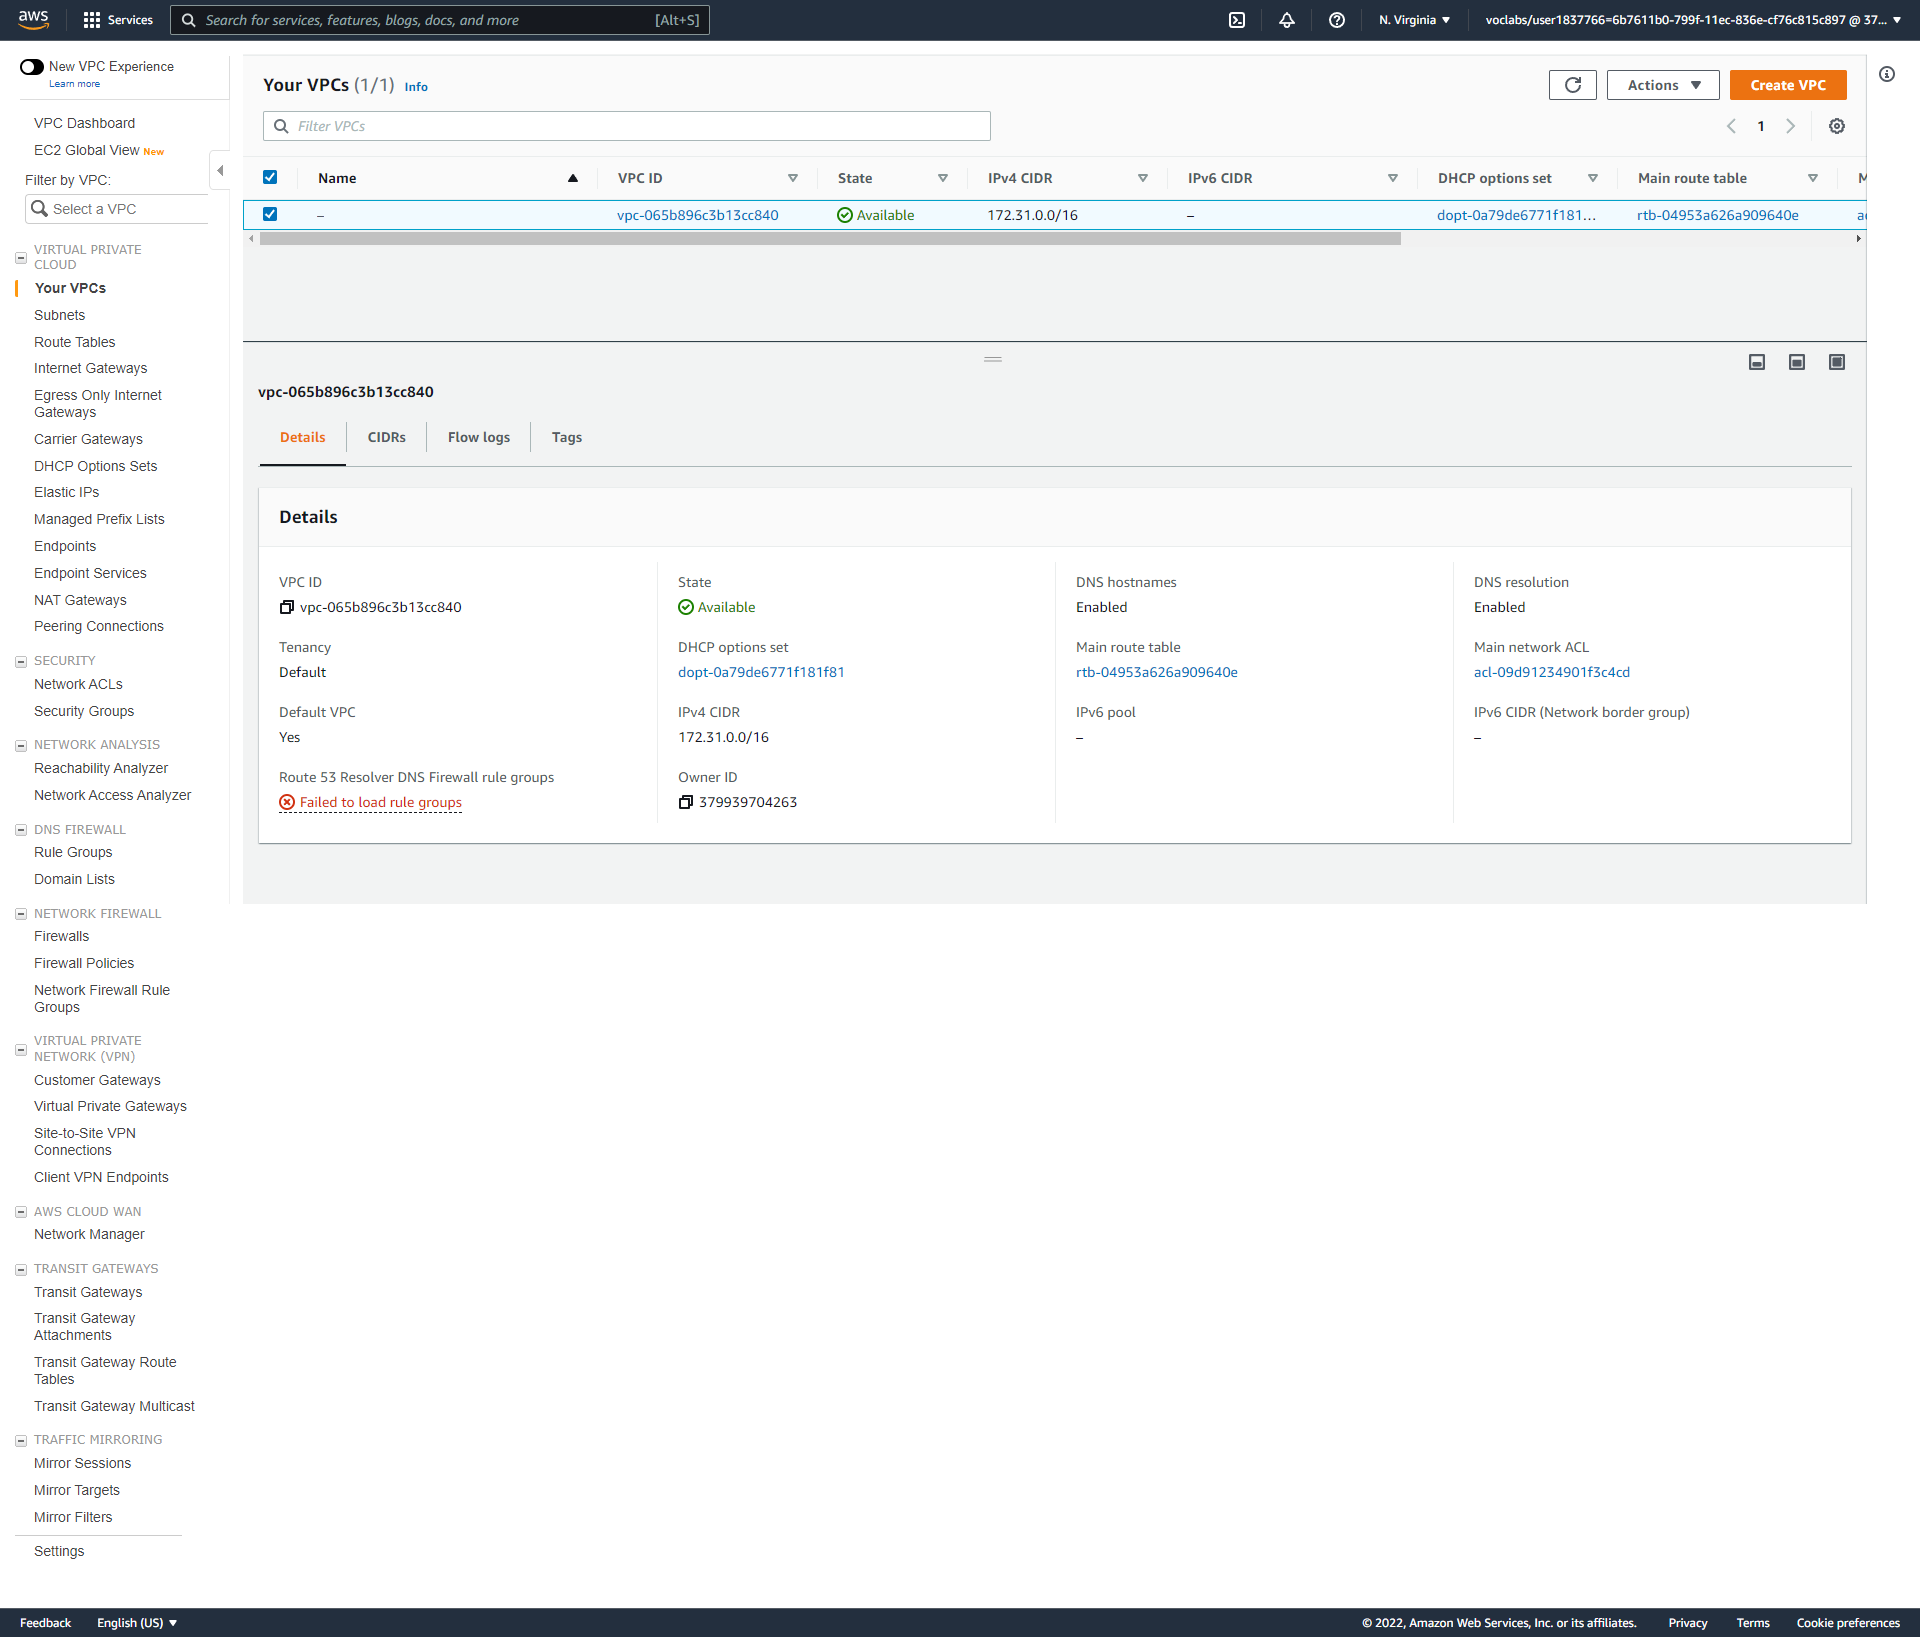 aws
Services
Search for services, features, blogs, docs, and more
[Alt+S]
N. Virginia
voclabs/user1837766=6b7611b0-799f-11ec-836e-cf76c815c897 @ 37...
New VPC Experience
Learn more
VPC Dashboard
EC2 Global View New
Filter by VPC:
Select a VPC
VIRTUAL PRIVATE
CLOUD
Your VPCs
Subnets
Route Tables
Internet Gateways
Egress Only Internet
Gateways
Carrier Gateways
DHCP Options Sets
Elastic IPs
Managed Prefix Lists
Endpoints
Endpoint Services
NAT Gateways
Peering Connections
SECURITY
Network ACLs
Security Groups
NETWORK ANALYSIS
Reachability Analyzer
Network Access Analyzer
DNS FIREWALL
Rule Groups
Domain Lists
NETWORK FIREWALL
Firewalls
Firewall Policies
Network Firewall Rule
Groups
VIRTUAL PRIVATE
NETWORK (VPN)
Customer Gateways
Virtual Private Gateways
Site-to-Site VPN
Connections
Client VPN Endpoints
AWS CLOUD WAN
Network Manager
TRANSIT GATEWAYS
Transit Gateways
Transit Gateway
Attachments
Transit Gateway Route
Tables
Transit Gateway Multicast
TRAFFIC MIRRORING
Mirror Sessions
Mirror Targets
Mirror Filters
Settings
Your VPCs (1/1) Info
Actions
Create VPC
Filter VPCs
1
Name VPC ID State IPv4 CIDR IPv6 CIDR DHCP options set Main route table M
– vpc-065b896c3b13cc840 Available 172.31.0.0/16 – dopt-0a79de6771f181... rtb-04953a626a909640e a
vpc-065b896c3b13cc840
Details CIDRs Flow logs Tags
Details
VPC ID
vpc-065b896c3b13cc840
State
Available
DNS hostnames
Enabled
DNS resolution
Enabled
Tenancy
Default
DHCP options set
dopt-0a79de6771f181f81
Main route table
rtb-04953a626a909640e
Main network ACL
acl-09d91234901f3c4cd
Default VPC
Yes
IPv4 CIDR
172.31.0.0/16
IPv6 pool
–
IPv6 CIDR (Network border group)
–
Route 53 Resolver DNS Firewall rule groups
Failed to load rule groups
Owner ID
379939704263
Feedback
English (US)
© 2022, Amazon Web Services, Inc. or its affiliates.
Privacy
Terms
Cookie preferences